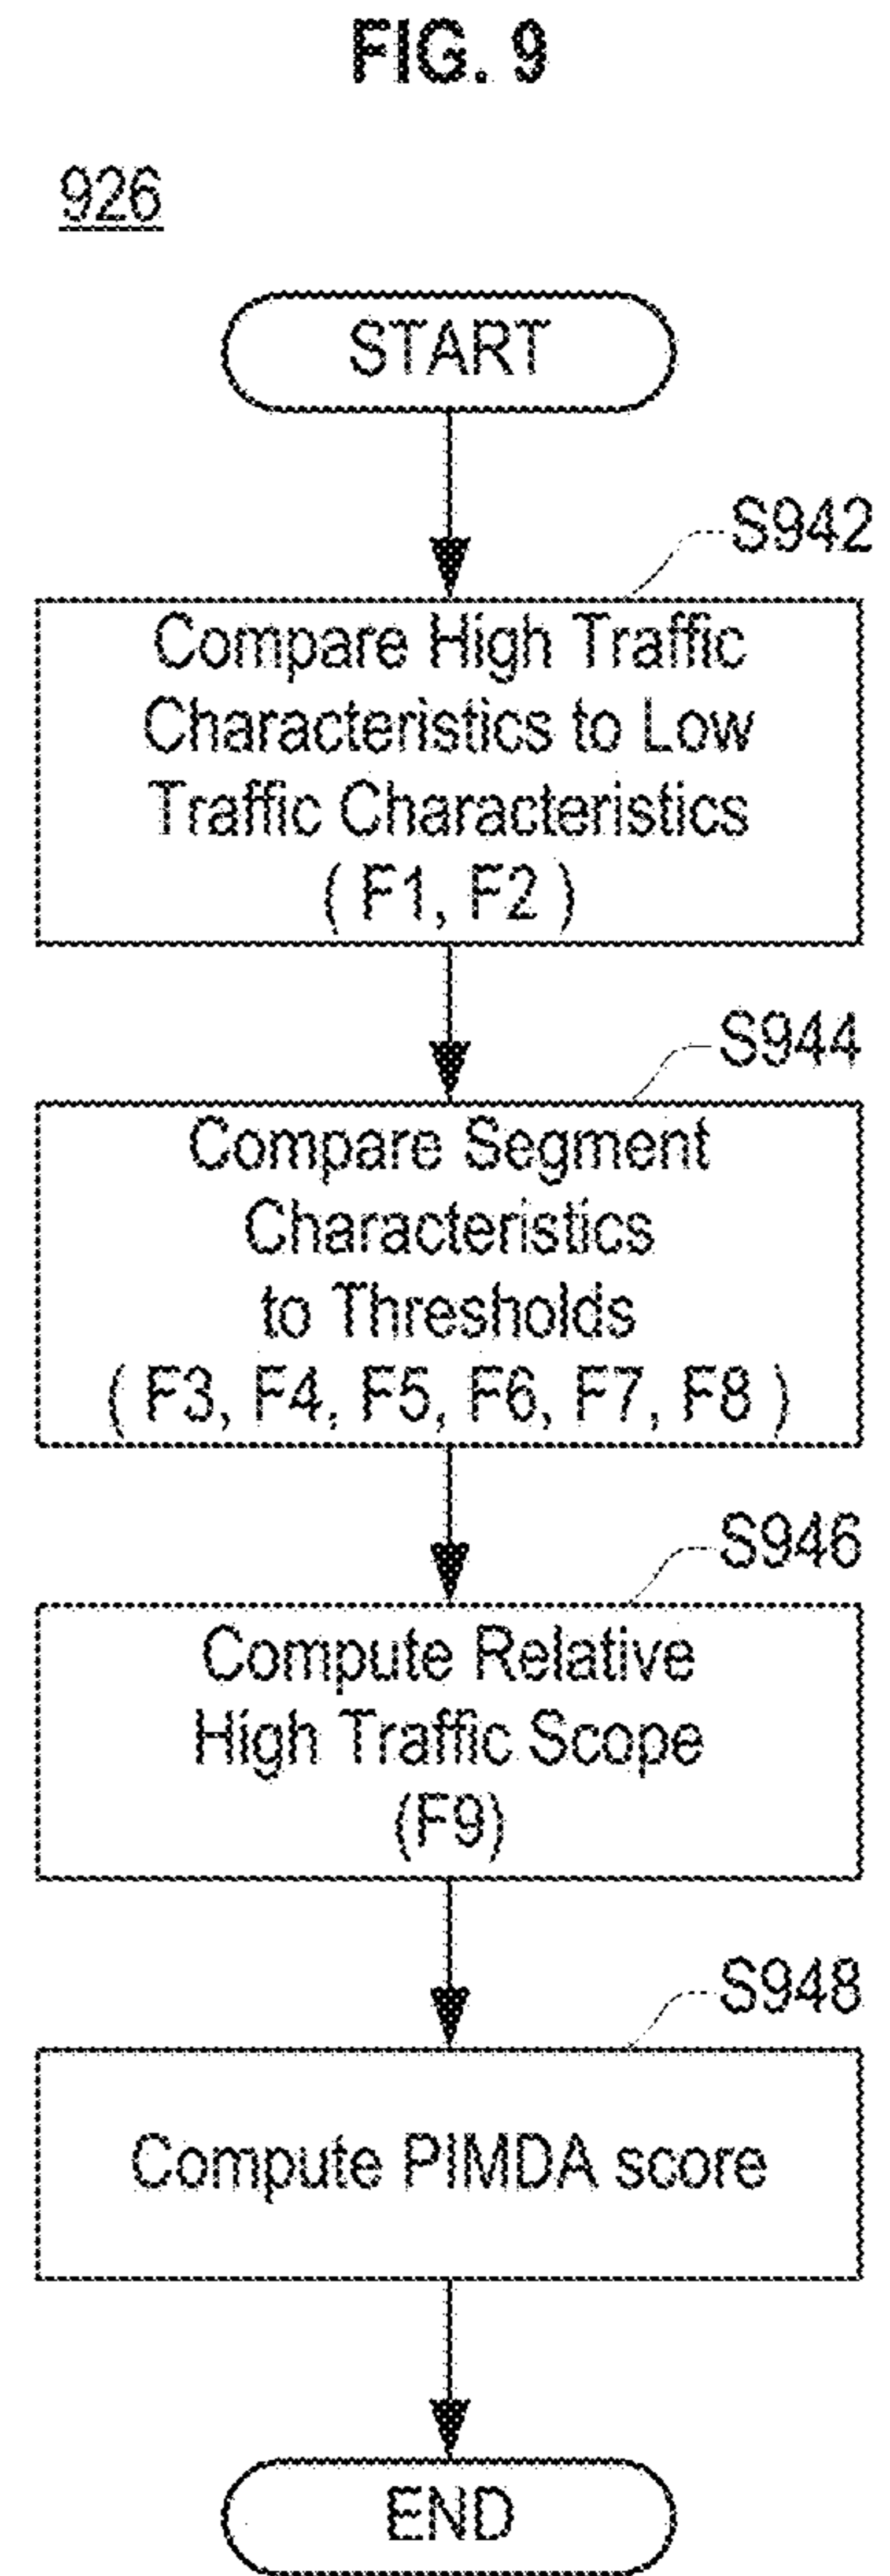 FIG. 9
926
START
S942
Compare High Traffic
Characteristics to Low
Traffic Characteristics
( F1, F2 )
S944
Compare Segment
Characteristics
to Thresholds
( F3, F4, F5, F6, F7, F8 )
S946
Compute Relative
High Traffic Scope
(F9)
S948
Compute PIMDA score
END